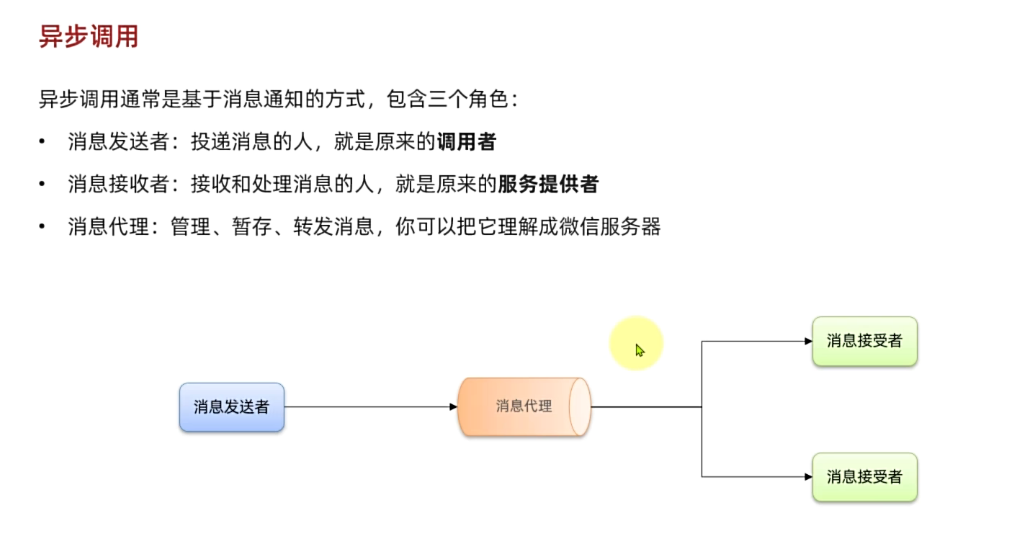 异步调用
异步调用通常是基于消息通知的方式，包含三个角色：
• 消息发送者：投递消息的人，就是原来的调用者
• 消息接收者：接收和处理消息的人，就是原来的服务提供者
• 消息代理：管理、暂存、转发消息，你可以把它理解成微信服务器
消息接受者
消息发送者
消息代理
消息接受者